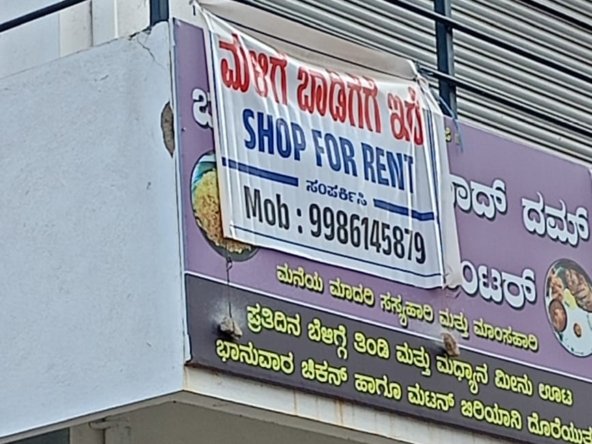 ಮಳಿಗೆ ಬಾಡಿಗೆಗೆ ಇದೆ
SHOP FOR RENT
ಸಂಪರ್ಕಿಸಿ
Mob : 9986145879
ದಮ್
ಮನೆಯ ಮಾದರಿ ಸಸ್ಯಹಾರಿ ಮತ್ತು ಮಾಂಸಹಾರಿ
ಪ್ರತಿದಿನ ಬೆಳಿಗ್ಗೆ ತಿಂಡಿ ಮತ್ತು ಮಧ್ಯಾನ ಮೀನು ಊಟ
ಭಾನುವಾರ ಚಿಕನ್ ಹಾಗೂ ಮಟನ್ ಬಿರಿಯಾನಿ ದೊರೆಯುತ